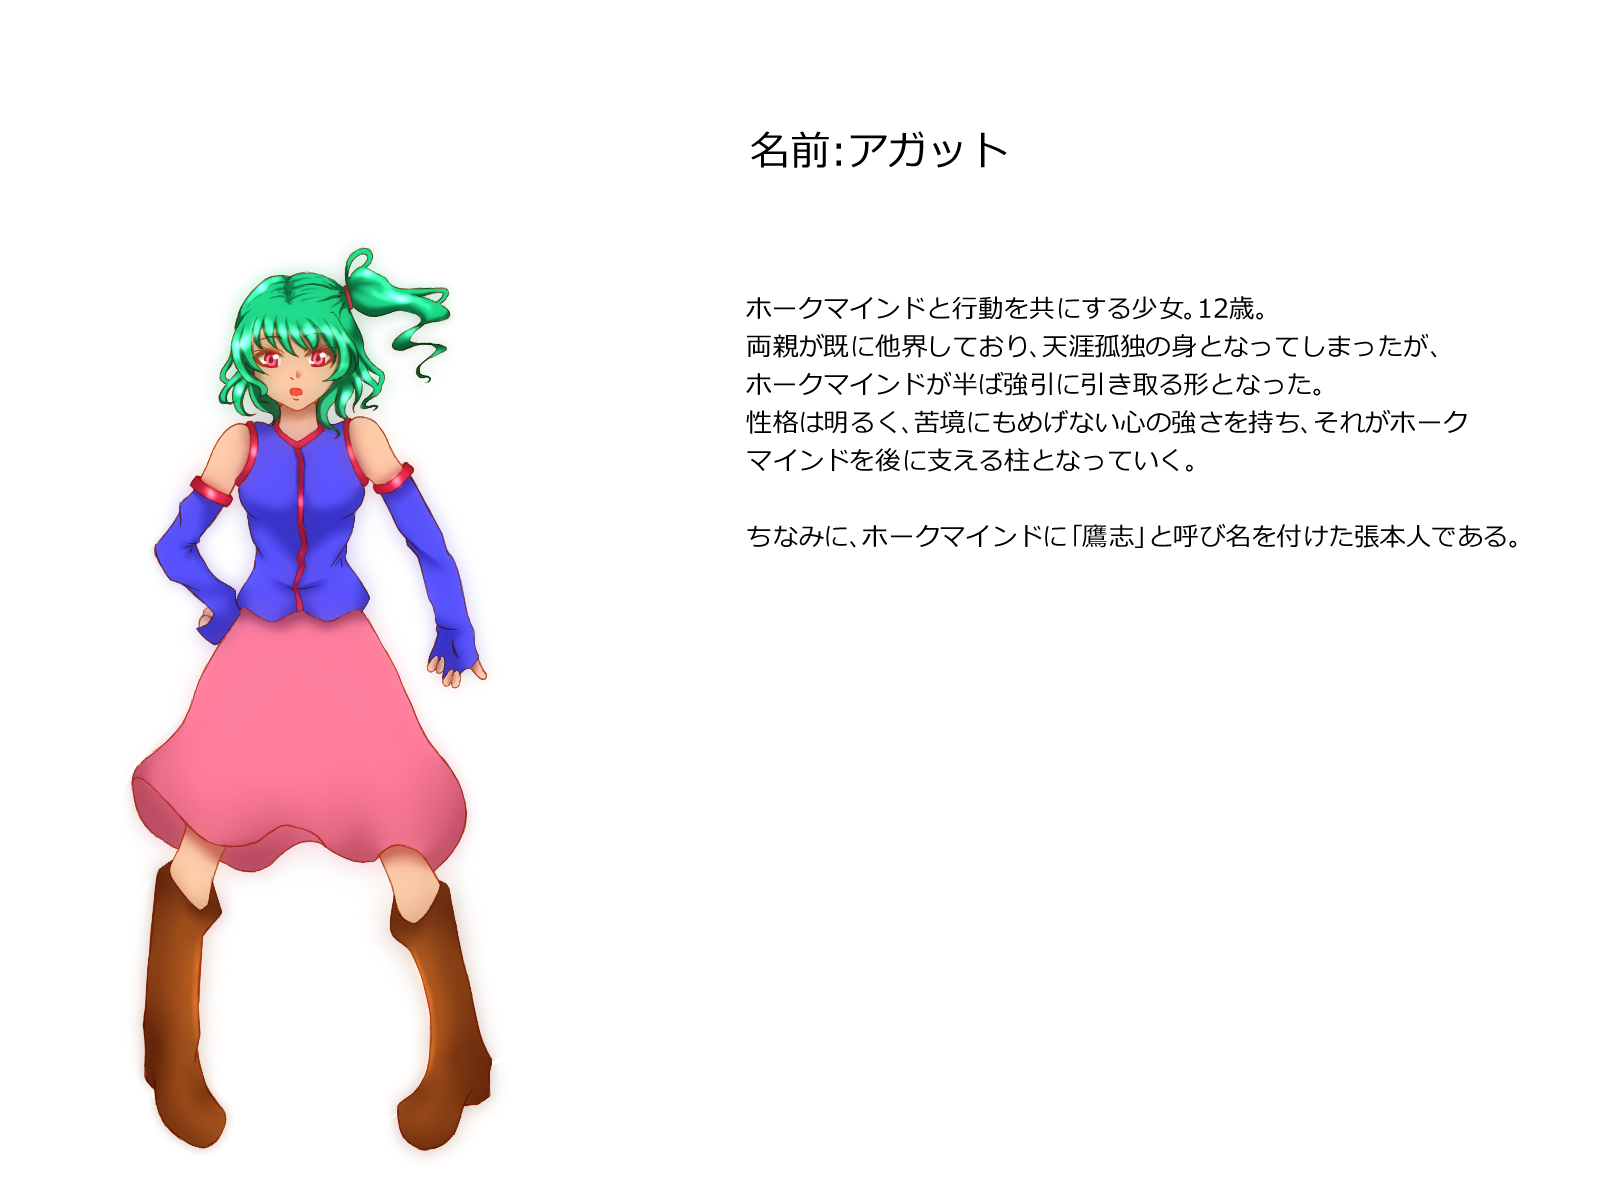 名前:アガット
ホークマインドと行動を共にする少女。12歳。
両親が既に他界しており、天涯孤独の身となってしまったが、
ホークマインドが半ば強引に引き取る形となった。
性格は明るく、苦境にもめげない心の強さを持ち、それがホーク
マインドを後に支える柱となっていく。
ちなみに、ホークマインドに「鷹志」と呼び名を付けた張本人である。